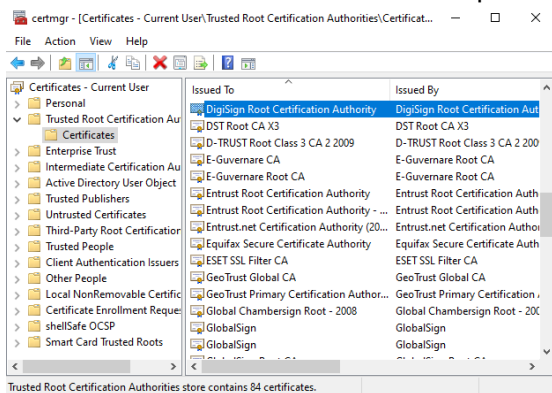 certmgr - [Certificates - Current User\Trusted Root Certification Authorities\Certificat...
File Action View Help
Certificates - Current User
Personal
Trusted Root Certification Au
Certificates
Enterprise Trust
Intermediate Certification Au
Active Directory User Object
Trusted Publishers
Untrusted Certificates
Third-Party Root Certification
Trusted People
Client Authentication Issuers
Other People
Local NonRemovable Certific
Certificate Enrollment Reques
shellSafe OCSP
Smart Card Trusted Roots
Issued To Issued By
DigiSign Root Certification Authority DigiSign Root Certification Aut
DST Root CA X3 DST Root CA X3
D-TRUST Root Class 3 CA 2 2009 D-TRUST Root Class 3 CA 2 200
E-Guvernare Root CA E-Guvernare Root CA
E-Guvernare Root CA E-Guvernare Root CA
Entrust Root Certification Authority Entrust Root Certification Auth
Entrust Root Certification Authority - ... Entrust Root Certification Auth
Entrust.net Certification Authority (20... Entrust.net Certification Author
Equifax Secure Certificate Authority Equifax Secure Certificate Auth
ESET SSL Filter CA ESET SSL Filter CA
GeoTrust Global CA GeoTrust Global CA
GeoTrust Primary Certification Author... GeoTrust Primary Certification
Global Chambersign Root - 2008 Global Chambersign Root - 200
GlobalSign GlobalSign
GlobalSign GlobalSign
Trusted Root Certification Authorities store contains 84 certificates.